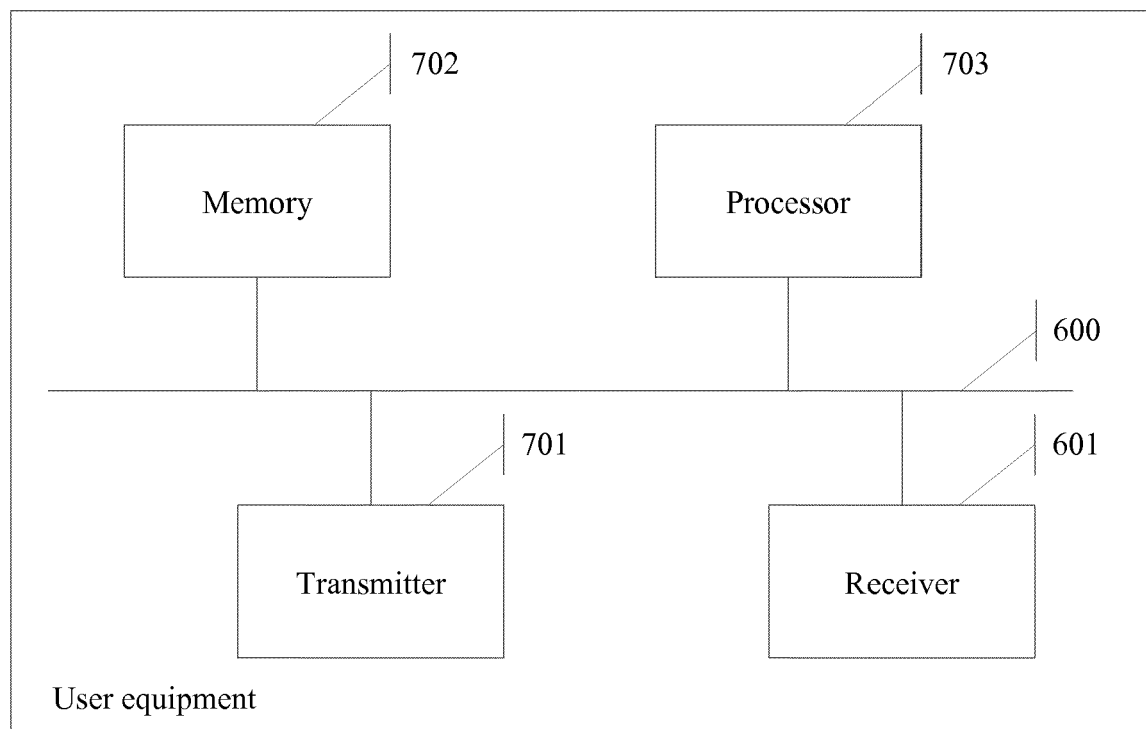 702
703
Memory
Processor
600
701
601
Transmitter
Receiver
User equipment